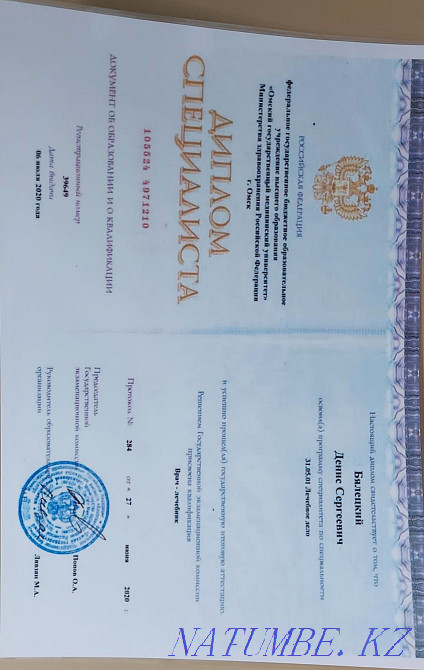 РОССИЙСКАЯ ФЕДЕРАЦИЯ
федеральное государственное бюджетное образовательное
учреждение высшего образования
«Омский государственный медицинский университет»
Министерства здравоохранения Российской Федерации
г. Омск
ДИПЛОМ
СПЕЦИАЛИСТА
105524 4971210
ДОКУМЕНТ ОБ ОБРАЗОВАНИИ И О КВАЛИФИКАЦИИ
Регистрационный номер
39649
Дата выдачи
06 июля 2020 года
Настоящий диплом свидетельствует о том, что
Бялецкий
Денис Сергеевич
освоил(а) программу специалитета по специальности
31.05.01 Лечебное дело
и успешно прошел(ла) государственную итоговую аттестацию
Решением Государственной экзаменационной комиссии
присвоена квалификация
Врач - лечебник
Протокол № 284 от « 27 » июня 2020 г.
Председатель
Государственной
экзаменационной комиссии
Попов О.А.
Руководитель образовательной
организации
Ливзан М.А.
NATUMBE.KZ